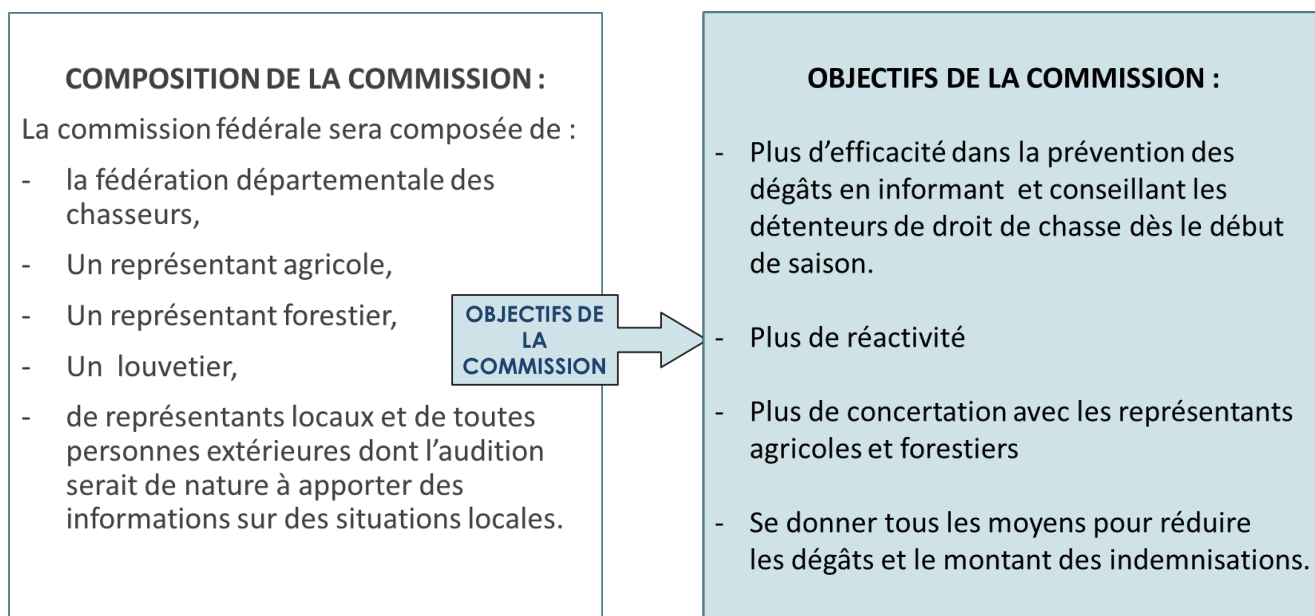 COMPOSITION DE LA COMMISSION :
La commission fédérale sera composée de :
- la fédération départementale des
chasseurs,
- Un représentant agricole,
- Un représentant forestier,
- Un louvetier,
- de représentants locaux et de toutes
personnes extérieures dont l’audition
serait de nature à apporter des
informations sur des situations locales.
OBJECTIFS DE
LA
COMMISSION
OBJECTIFS DE LA COMMISSION :
- Plus d’efficacité dans la prévention des
dégâts en informant et conseillant les
détenteurs de droit de chasse dès le début
de saison.
- Plus de réactivité
- Plus de concertation avec les représentants
agricoles et forestiers
- Se donner tous les moyens pour réduire
les dégâts et le montant des indemnisations.